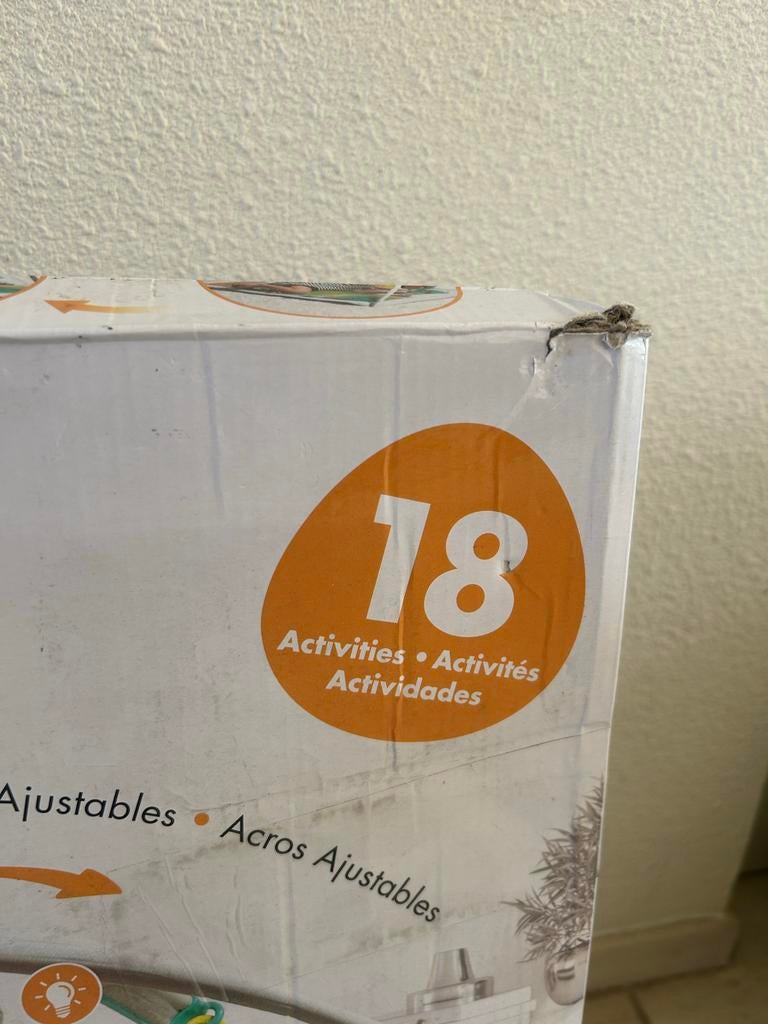 18
Activities • Activités
Actividades
Ajustables • Acros Ajustables